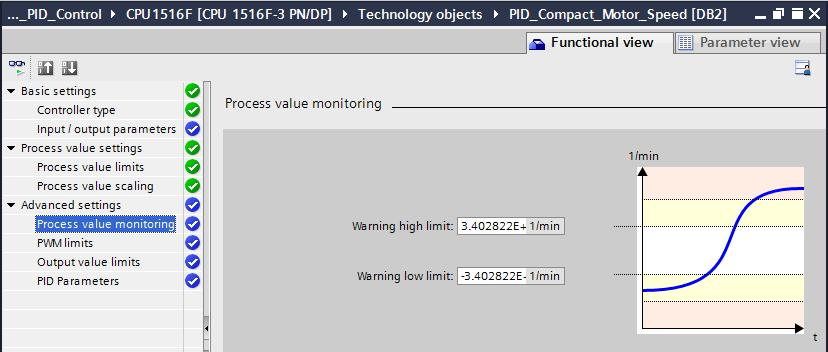 ..._PID_Control ▸ CPU1516F [CPU 1516F-3 PN/DP] ▸ Technology objects ▸ PID_Compact_Motor_Speed [DB2]
Functional view
Parameter view
Basic settings
Controller type
Input / output parameters
Process value settings
Process value limits
Process value scaling
Advanced settings
Process value monitoring
PWM limits
Output value limits
PID Parameters
Process value monitoring
1/min
Warning high limit: 3.402822E+ 1/min
Warning low limit: -3.402822E- 1/min
t